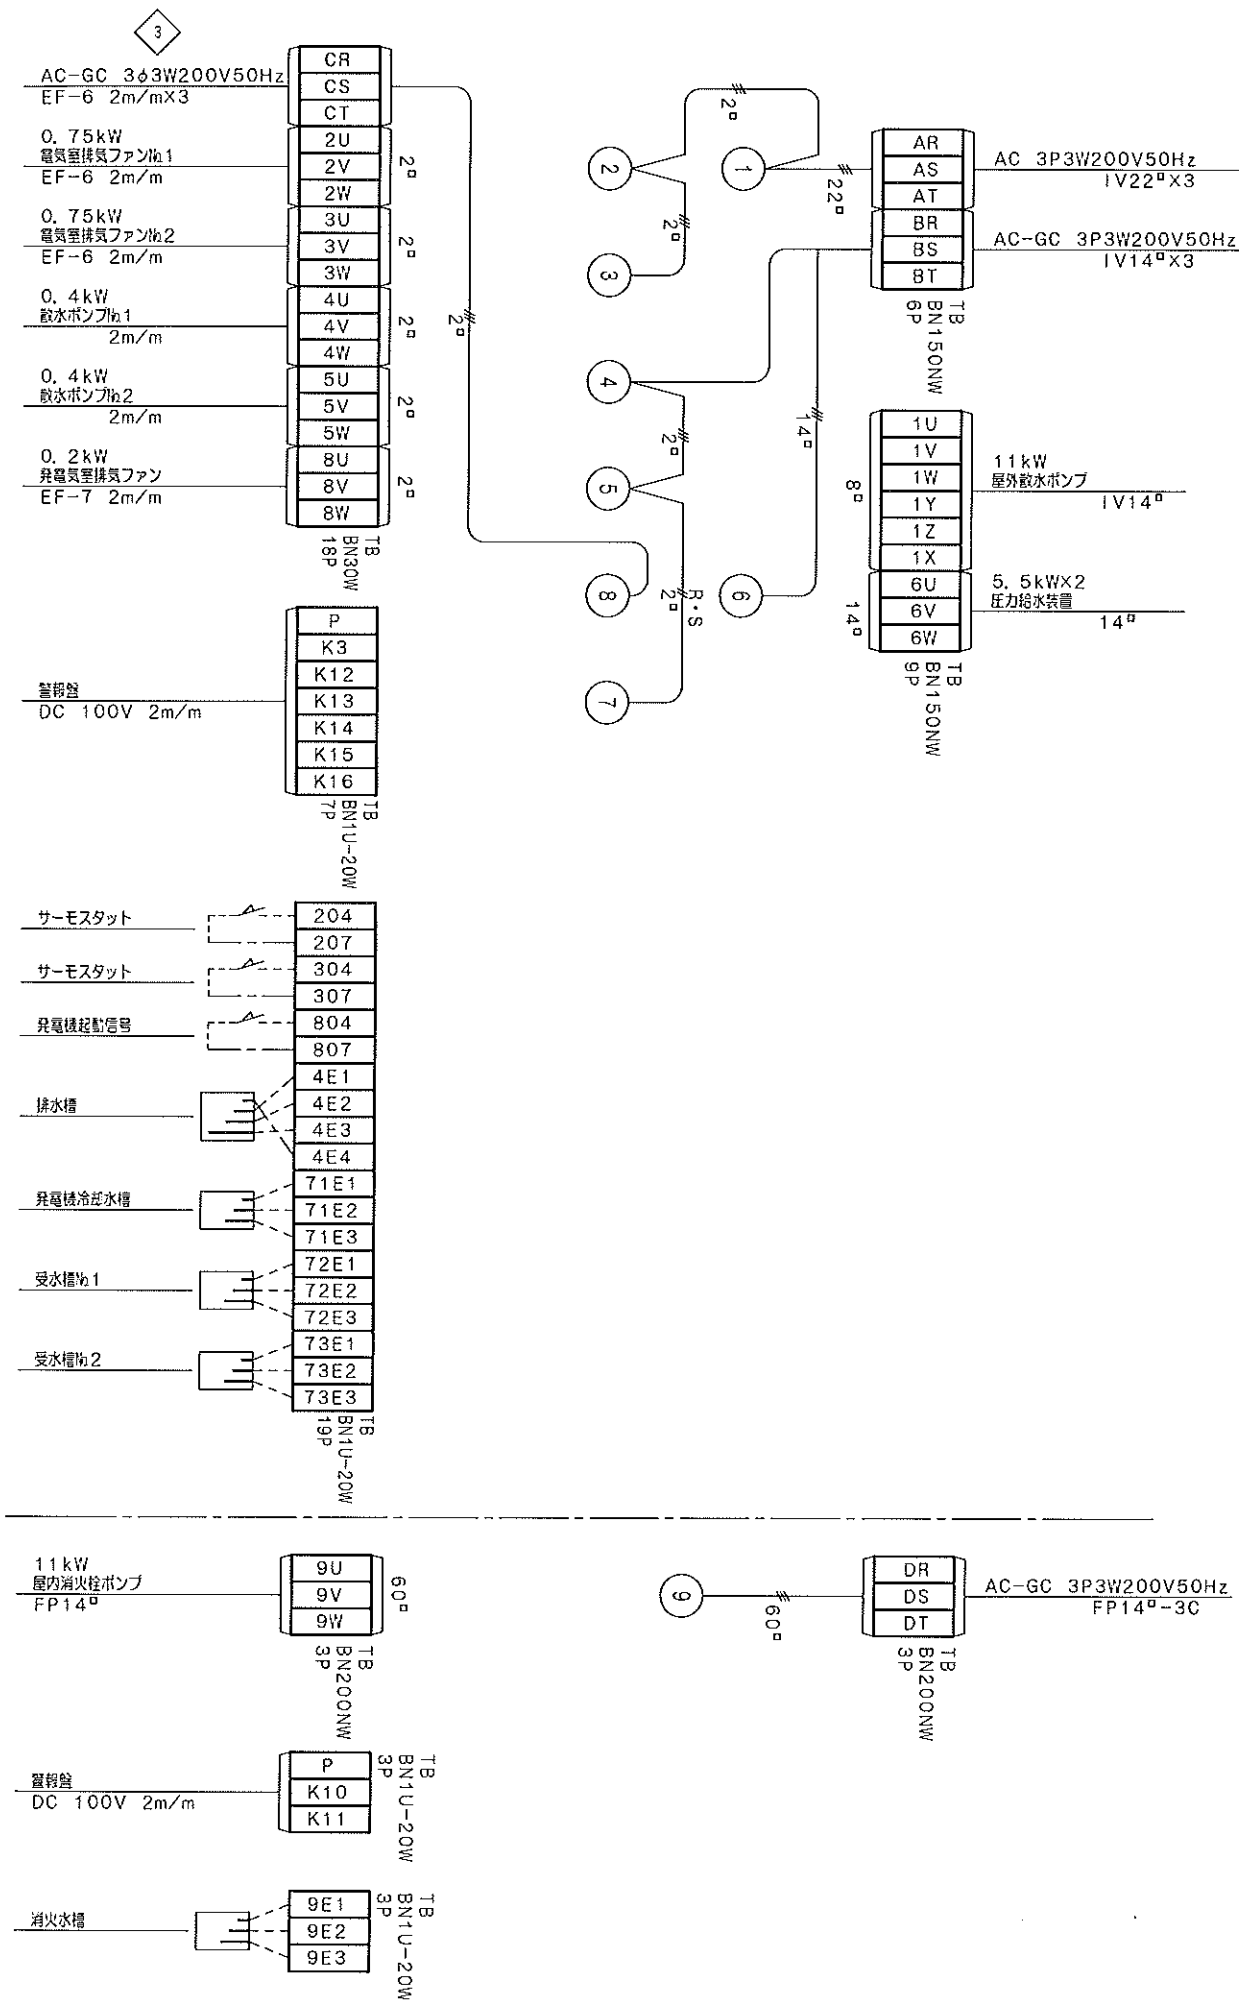 3
AC-GC 3φ3W200V50Hz
EF-6 2m/m×3
CR
CS
CT
0.75kW
電気室排気ファン№1
EF-6 2m/m
2U
2V
2W
2□
0.75kW
電気室排気ファン№2
EF-6 2m/m
3U
3V
3W
2□
0.4kW
散水ポンプ№1
2m/m
4U
4V
4W
2□
0.4kW
散水ポンプ№2
2m/m
5U
5V
5W
2□
0.2kW
発電気室排気ファン
EF-7 2m/m
8U
8V
8W
2□
TB
BN30W
18P
2□
警報盤
DC 100V 2m/m
P
K3
K12
K13
K14
K15
K16
TB
BN1U-20W
7P
サーモスタット
204
207
サーモスタット
304
307
発電機起動信号
804
807
排水槽
4E1
4E2
4E3
4E4
発電機冷却水槽
71E1
71E2
71E3
受水槽№1
72E1
72E2
72E3
受水槽№2
73E1
73E2
73E3
TB
BN1U-20W
19P
2□
1
22□
2
2□
3
4
14□
2□
5
R・S
2□
6
7
8
AR
AS
AT
AC 3P3W200V50Hz
IV22□×3
BR
BS
BT
AC-GC 3P3W200V50Hz
IV14□×3
TB
BN150NW
6P
1U
1V
1W
1Y
1Z
1X
8□
11kW
屋外散水ポンプ
IV14□
6U
6V
6W
14□
5.5kW×2
圧力給水装置
14□
TB
BN150NW
9P
11kW
屋内消火栓ポンプ
FP14□
9U
9V
9W
60□
TB
BN200NW
3P
9
60□
DR
DS
DT
AC-GC 3P3W200V50Hz
FP14□-3C
TB
BN200NW
3P
警報盤
DC 100V 2m/m
P
K10
K11
TB
BN1U-20W
3P
消火水槽
9E1
9E2
9E3
TB
BN1U-20W
3P